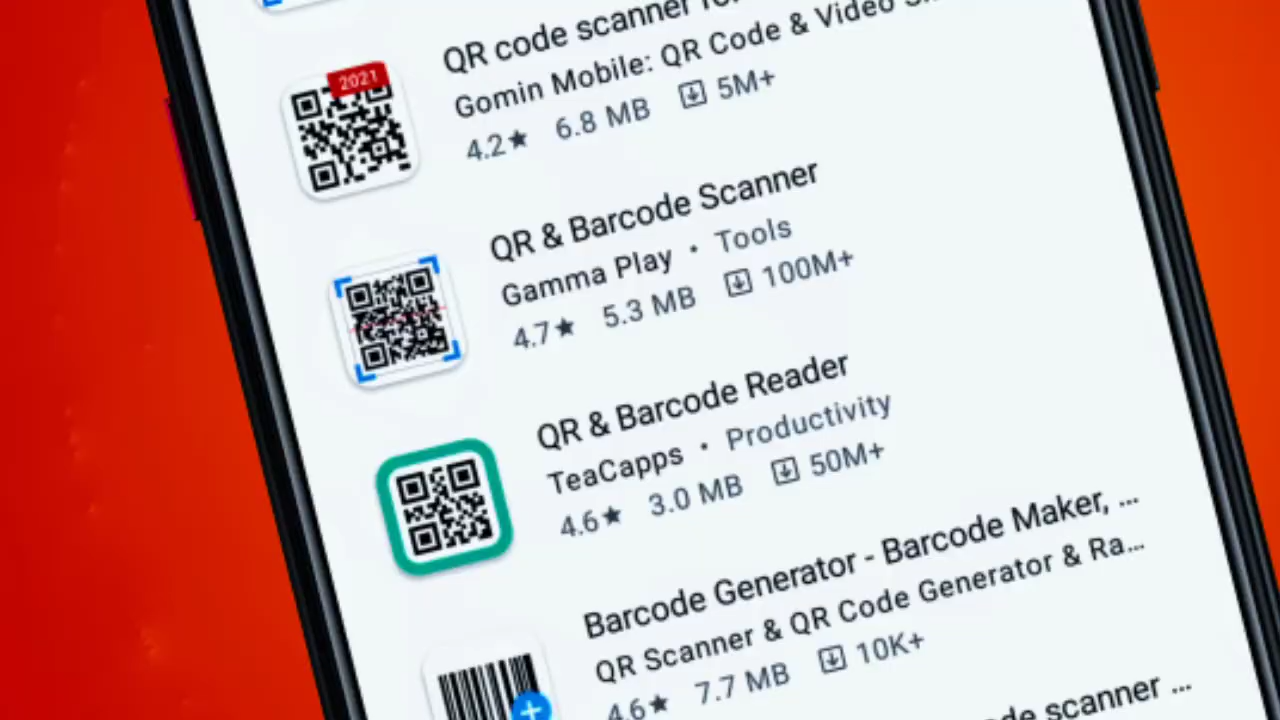 QR code scanner
2021
Gomin Mobile: QR Code & Video
4.2★ 6.8 MB 5M+
QR & Barcode Scanner
Gamma Play • Tools
4.7★ 5.3 MB 100M+
QR & Barcode Reader
TeaCapps • Productivity
4.6★ 3.0 MB 50M+
Barcode Generator - Barcode Maker, ...
QR Scanner & QR Code Generator & Ra...
4.6★ 7.7 MB 10K+
scanner ...